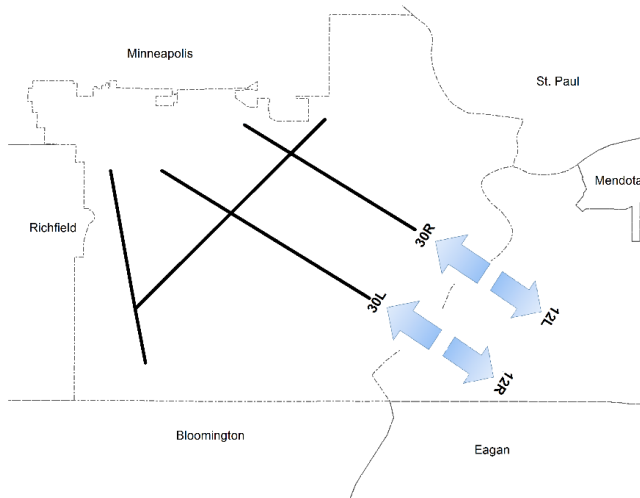 Minneapolis
St. Paul
Mendota
Richfield
30R
30L
12L
12R
Bloomington
Eagan